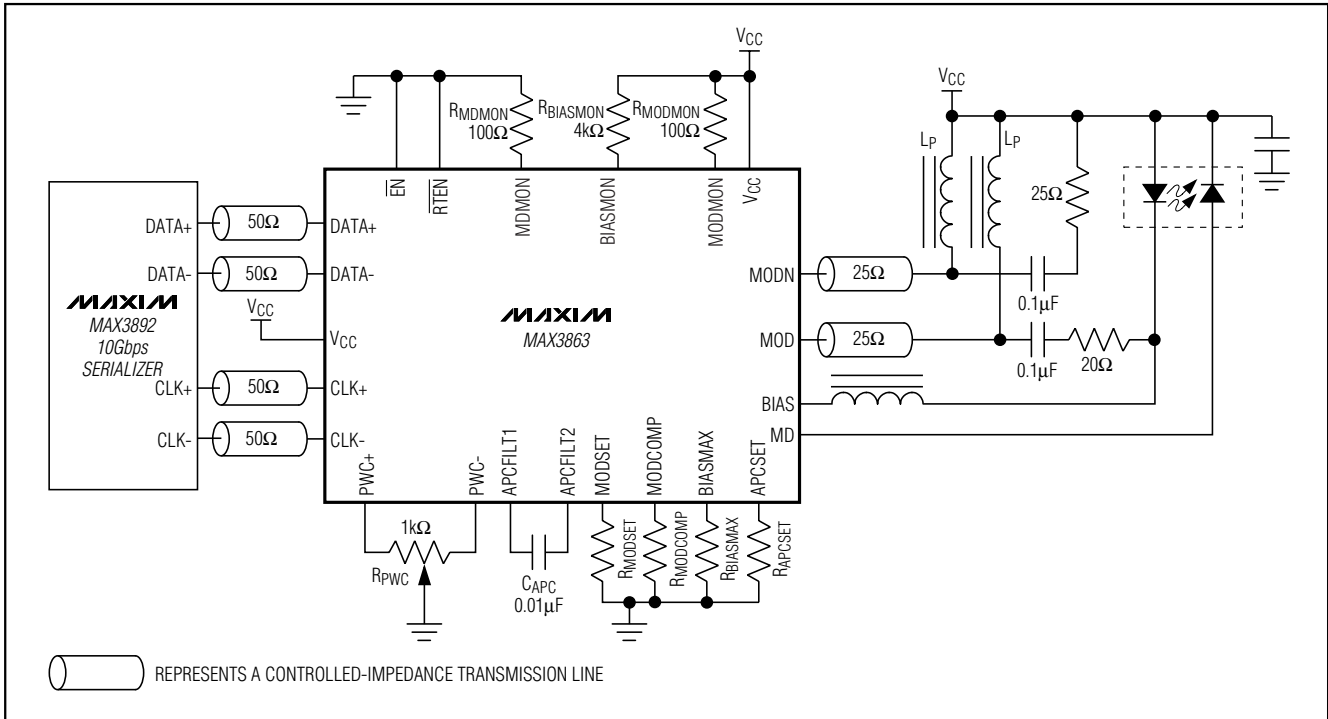 VCC
VCC
RMDMON
100Ω
RBIASMON
4kΩ
RMODMON
100Ω
LP
LP
25Ω
EN
RTEN
MDMON
BIASMON
MODMON
VCC
DATA+
50Ω
DATA+
DATA-
50Ω
DATA-
MAXIM
MAX3892
10Gbps
SERIALIZER
VCC
VCC
MAXIM
MAX3863
CLK+
50Ω
CLK+
CLK-
50Ω
CLK-
MODN
25Ω
0.1µF
MOD
25Ω
0.1µF
20Ω
BIAS
MD
PWC+
PWC-
APCFILT1
APCFILT2
MODSET
MODCOMP
BIASMAX
APCSET
1kΩ
RPWC
CAPC
0.01µF
RMODSET
RMODCOMP
RBIASMAX
RAPCSET
REPRESENTS A CONTROLLED-IMPEDANCE TRANSMISSION LINE